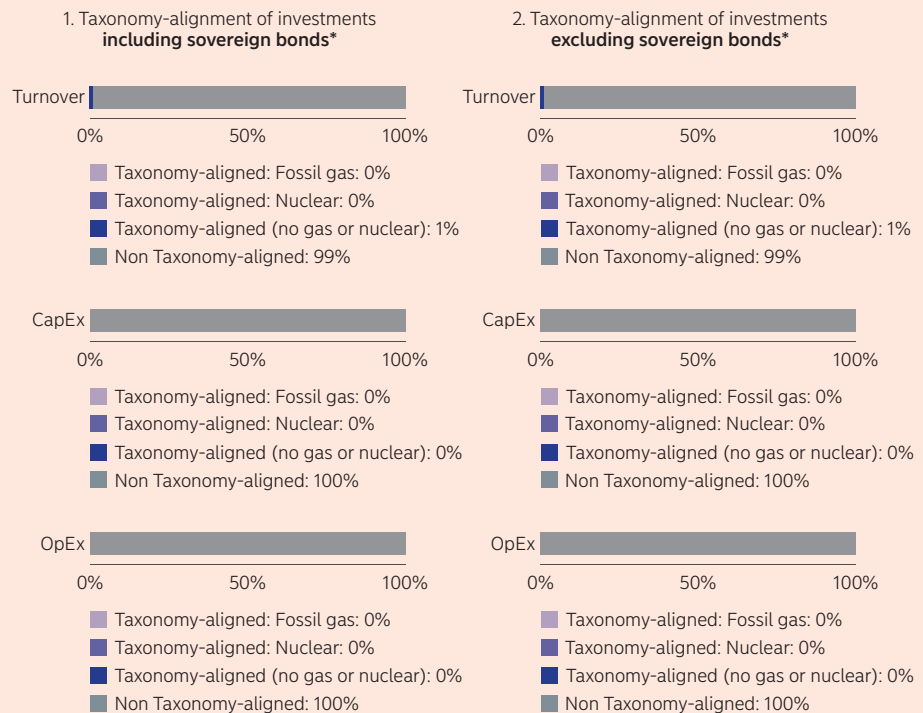 1. Taxonomy-alignment of investments
including sovereign bonds*
Turnover
0% 50% 100%
Taxonomy-aligned: Fossil gas: 0%
Taxonomy-aligned: Nuclear: 0%
Taxonomy-aligned (no gas or nuclear): 1%
Non Taxonomy-aligned: 99%
CapEx
0% 50% 100%
Taxonomy-aligned: Fossil gas: 0%
Taxonomy-aligned: Nuclear: 0%
Taxonomy-aligned (no gas or nuclear): 0%
Non Taxonomy-aligned: 100%
OpEx
0% 50% 100%
Taxonomy-aligned: Fossil gas: 0%
Taxonomy-aligned: Nuclear: 0%
Taxonomy-aligned (no gas or nuclear): 0%
Non Taxonomy-aligned: 100%
2. Taxonomy-alignment of investments
excluding sovereign bonds*
Turnover
0% 50% 100%
Taxonomy-aligned: Fossil gas: 0%
Taxonomy-aligned: Nuclear: 0%
Taxonomy-aligned (no gas or nuclear): 1%
Non Taxonomy-aligned: 99%
CapEx
0% 50% 100%
Taxonomy-aligned: Fossil gas: 0%
Taxonomy-aligned: Nuclear: 0%
Taxonomy-aligned (no gas or nuclear): 0%
Non Taxonomy-aligned: 100%
OpEx
0% 50% 100%
Taxonomy-aligned: Fossil gas: 0%
Taxonomy-aligned: Nuclear: 0%
Taxonomy-aligned (no gas or nuclear): 0%
Non Taxonomy-aligned: 100%